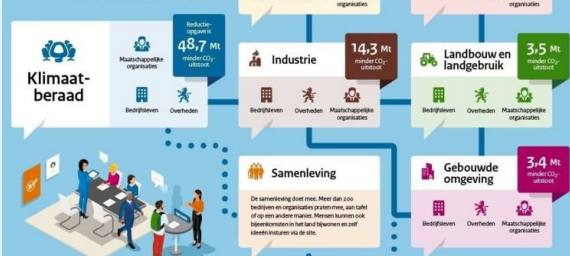 organisaties
organisaties
Klimaat-
beraad
Maatschappelijke
organisaties
Bedrijfsleven
Overheden
Reductie-
opgave is
48,7 Mt
minder CO₂-
uitstoot
Industrie
14,3 Mt
minder CO₂-
uitstoot
Bedrijfsleven
Overheden
Maatschappelijke
organisaties
Landbouw en
landgebruik
3,5 Mt
minder CO₂-
uitstoot
Bedrijfsleven
Overheden
Maatschappelijke
organisaties
Samenleving
De samenleving doet mee. Meer dan 200
bedrijven en organisaties praten mee, aan tafel
of op een andere manier. Mensen kunnen ook
bijeenkomsten in het land bijwonen en zelf
ideeën insturen via de site.
Gebouwde
omgeving
3,4 Mt
minder CO₂-
uitstoot
Bedrijfsleven
Overheden
Maatschappelijke
organisaties